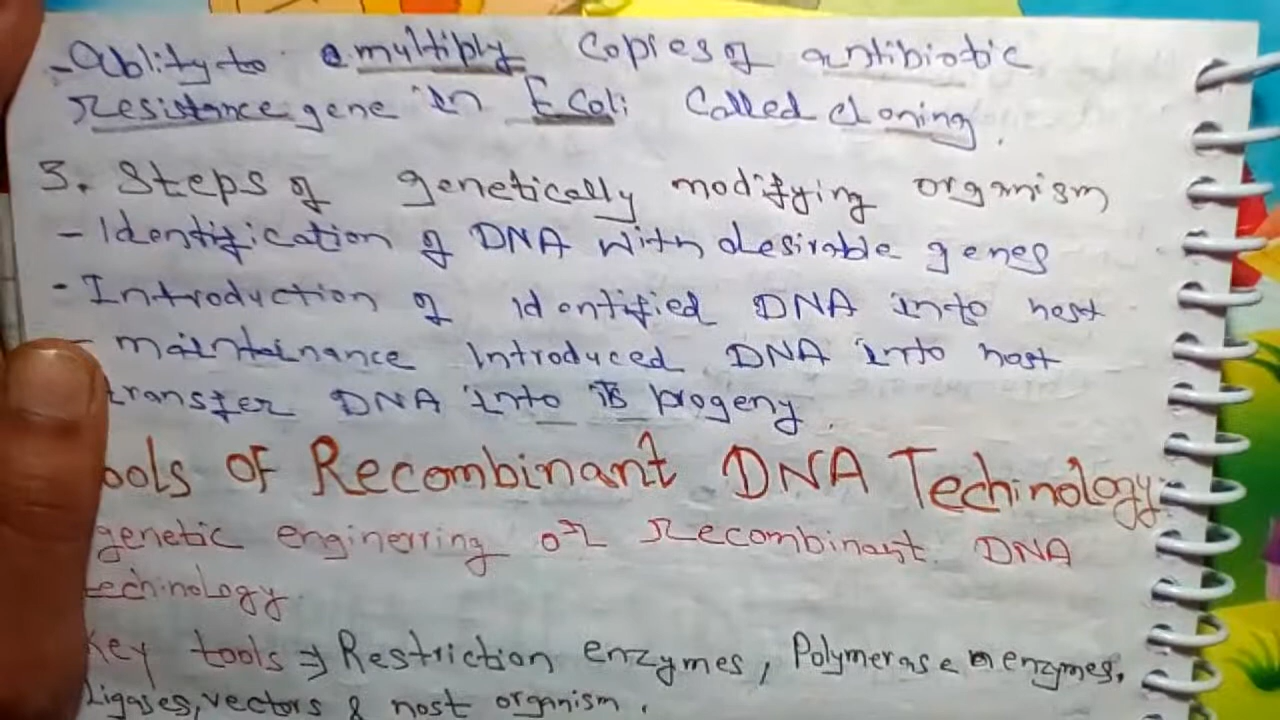 - Ablity to multiply copies of antibiotic
resistance gene in E Coli called cloning.
3. Steps of genetically modifying organism
- Identification of DNA with desirable genes
- Introduction of identified DNA into host
- maintainance introduced DNA into host
transfer DNA into its progeny.
ools OF Recombinant DNA Techinology:
genetic enginerring or recombinant DNA
techinology
Key tools ⇒ Restriction enzymes, Polymerase enzymes,
Ligases, vectors & host organism.